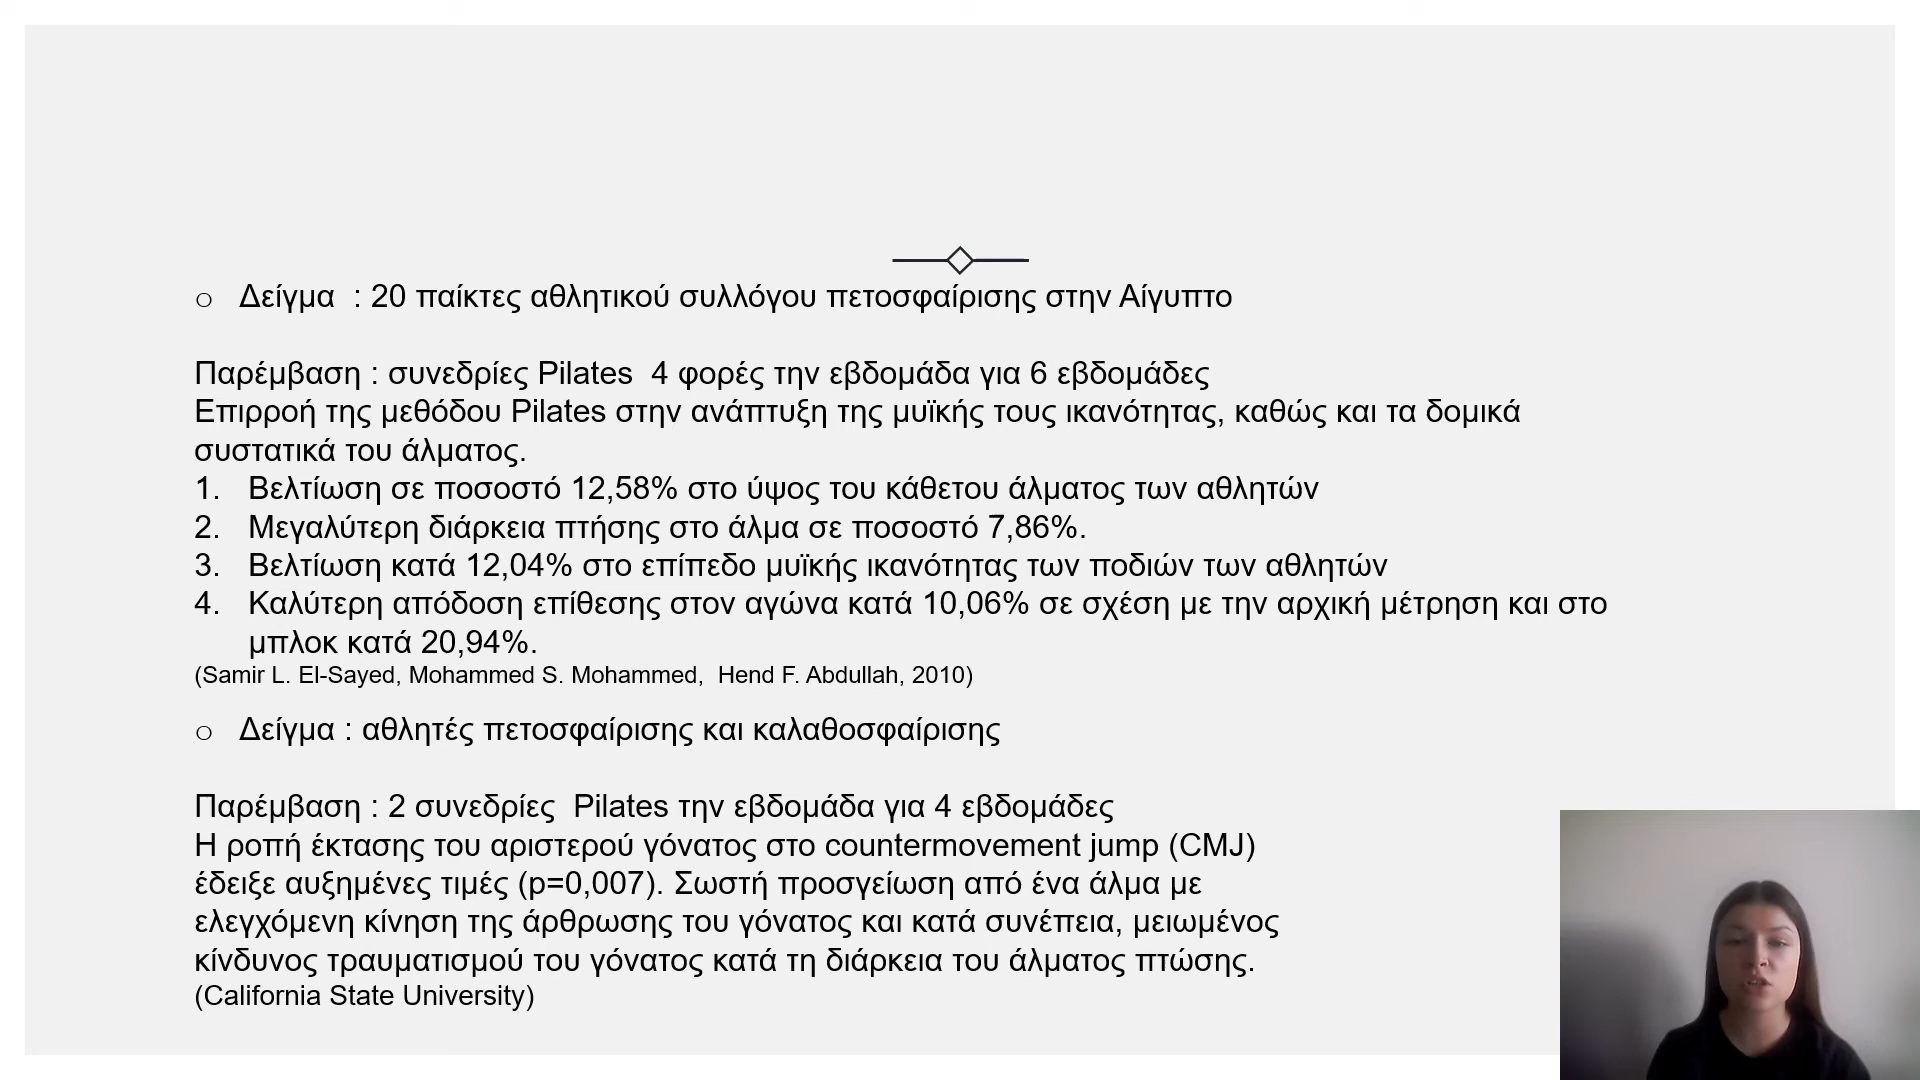 o Δείγμα : 20 παίκτες αθλητικού συλλόγου πετοσφαίρισης στην Αίγυπτο
Παρέμβαση : συνεδρίες Pilates 4 φορές την εβδομάδα για 6 εβδομάδες
Επιρροή της μεθόδου Pilates στην ανάπτυξη της μυϊκής τους ικανότητας, καθώς και τα δομικά
συστατικά του άλματος.
1. Βελτίωση σε ποσοστό 12,58% στο ύψος του κάθετου άλματος των αθλητών
2. Μεγαλύτερη διάρκεια πτήσης στο άλμα σε ποσοστό 7,86%.
3. Βελτίωση κατά 12,04% στο επίπεδο μυϊκής ικανότητας των ποδιών των αθλητών
4. Καλύτερη απόδοση επίθεσης στον αγώνα κατά 10,06% σε σχέση με την αρχική μέτρηση και στο
μπλοκ κατά 20,94%.
(Samir L. El-Sayed, Mohammed S. Mohammed, Hend F. Abdullah, 2010)
o Δείγμα : αθλητές πετοσφαίρισης και καλαθοσφαίρισης
Παρέμβαση : 2 συνεδρίες Pilates την εβδομάδα για 4 εβδομάδες
Η ροπή έκτασης του αριστερού γόνατος στο countermovement jump (CMJ)
έδειξε αυξημένες τιμές (p=0,007). Σωστή προσγείωση από ένα άλμα με
ελεγχόμενη κίνηση της άρθρωσης του γόνατος και κατά συνέπεια, μειωμένος
κίνδυνος τραυματισμού του γόνατος κατά τη διάρκεια του άλματος πτώσης.
(California State University)